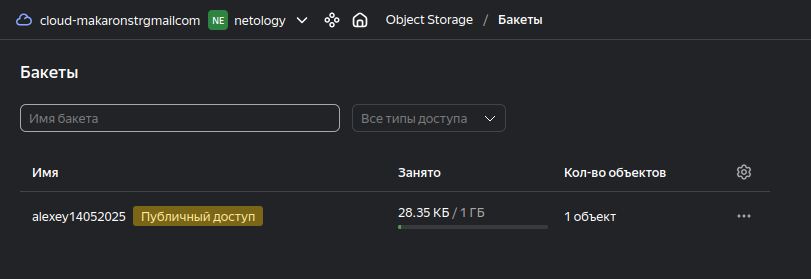 cloud-makaronstrgmailcom NE netology Object Storage / Бакеты
Бакеты
Имя бакета Все типы доступа
Имя Занято Кол-во объектов
alexey14052025 Публичный доступ 28.35 КБ / 1 ГБ 1 объект